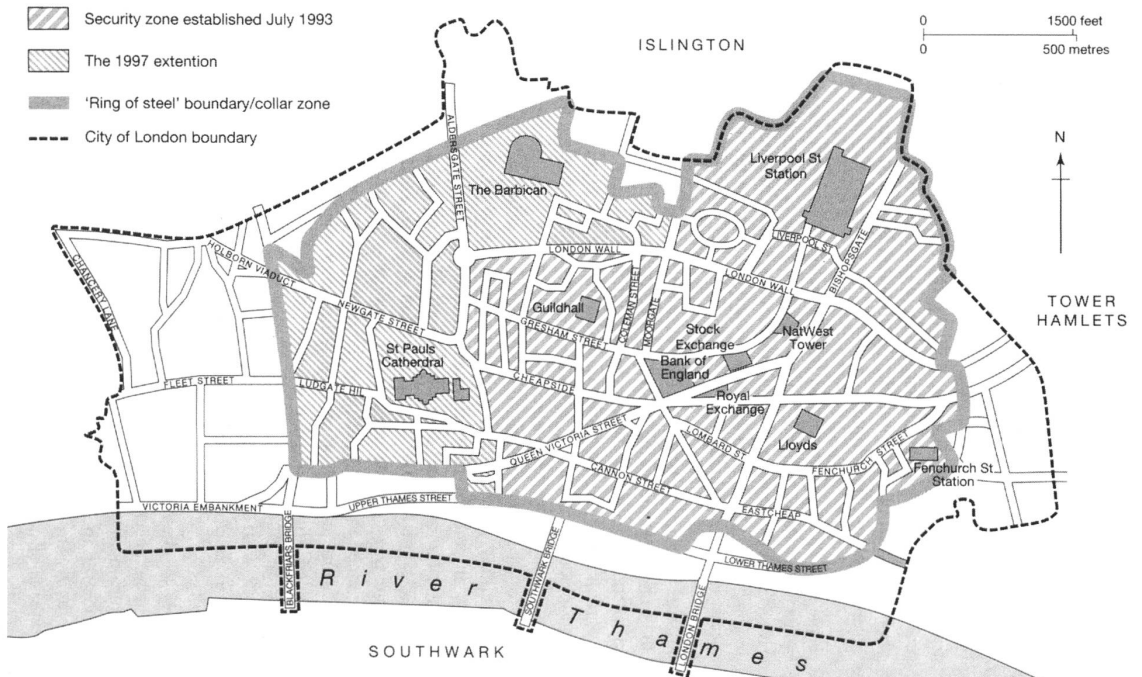 Security zone established July 1993
The 1997 extention
'Ring of steel' boundary/collar zone
City of London boundary
0 1500 feet
0 500 metres
ISLINGTON
N
TOWER
HAMLETS
ALDERSGATE STREET
The Barbican
Liverpool St
Station
LIVERPOOL ST
BISHOPSGATE
LONDON WALL
LONDON WALL
HOLBORN VIADUCT
CHANCERY LANE
NEWGATE STREET
Guildhall
COLEMAN STREET
MOORGATE
GRESHAM STREET
Stock
Exchange
NatWest
Tower
Bank of
England
St Pauls
Catherdral
CHEAPSIDE
Royal
Exchange
FLEET STREET
LUDGATE HIL
Lloyds
QUEEN VICTORIA STREET
LOMBARD ST
CANNON STREET
FENCHURCH STREET
Fenchurch St
Station
EASTCHEAP
VICTORIA EMBANKMENT
UPPER THAMES STREET
LOWER THAMES STREET
BLACKFRIARS BRIDGE
SOUTHWARK BRIDGE
LONDON BRIDGE
River Thames
SOUTHWARK